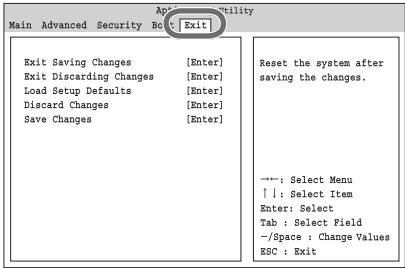 Main Advanced Security Exit
Exit Saving Changes [Enter]
Exit Discarding Changes [Enter]
Load Setup Defaults [Enter]
Discard Changes [Enter]
Save Changes [Enter]
Reset the system after
saving the changes.
→←: Select Menu
↑↓: Select Item
Enter: Select
Tab : Select Field
−/Space : Change Values
ESC : Exit